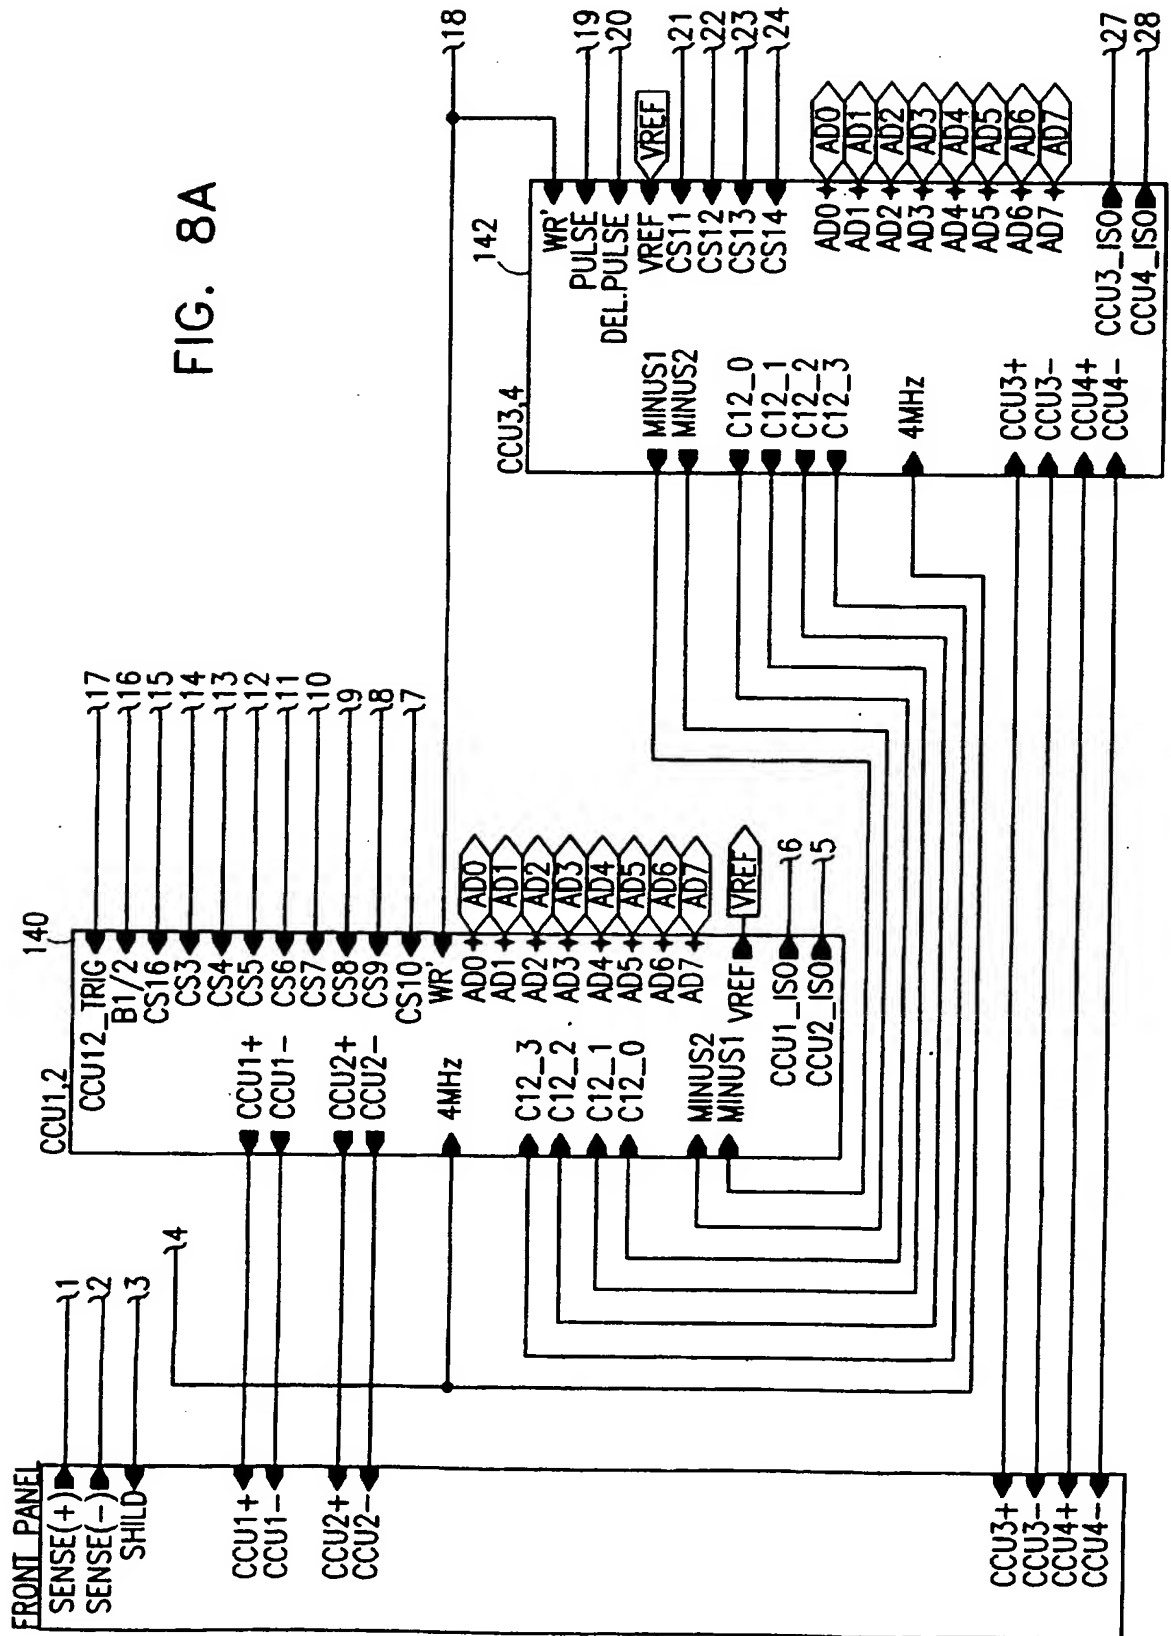 FIG. 8A
FRONT PANEL
SENSE(+)
SENSE(-)
SHILD
CCU1+
CCU1-
CCU2+
CCU2-
CCU3+
CCU3-
CCU4+
CCU4-
1
2
3
4
CCU1,2
140
CCU12_TRIG
B1/2
CS16
CS3
CS4
CS5
CS6
CS7
CS8
CS9
CS10
WR'
AD0
AD1
AD2
AD3
AD4
AD5
AD6
AD7
VREF
CCU1_ISO
CCU2_ISO
CCU1+
CCU1-
CCU2+
CCU2-
4MHz
C12_3
C12_2
C12_1
C12_0
MINUS2
MINUS1
17
16
15
14
13
12
11
10
9
8
7
AD0
AD1
AD2
AD3
AD4
AD5
AD6
AD7
VREF
6
5
CCU3,4
142
WR'
PULSE
DEL.PULSE
VREF
CS11
CS12
CS13
CS14
AD0
AD1
AD2
AD3
AD4
AD5
AD6
AD7
CCU3_ISO
CCU4_ISO
MINUS1
MINUS2
C12_0
C12_1
C12_2
C12_3
4MHz
CCU3+
CCU3-
CCU4+
CCU4-
18
19
20
VREF
21
22
23
24
AD0
AD1
AD2
AD3
AD4
AD5
AD6
AD7
27
28